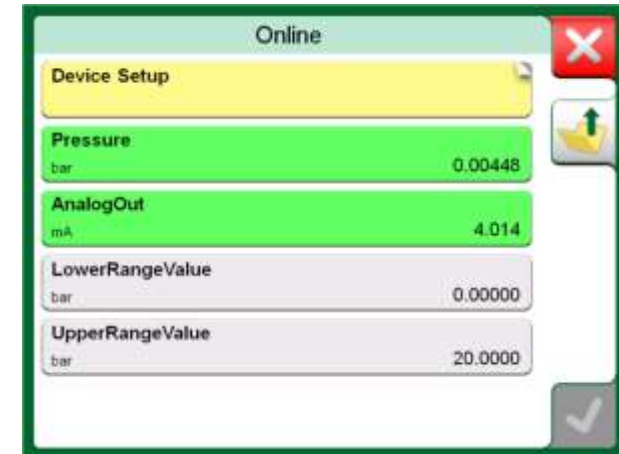 Online
Device Setup
Pressure
bar 0.00448
AnalogOut
mA 4.014
LowerRangeValue
bar 0.00000
UpperRangeValue
bar 20.0000